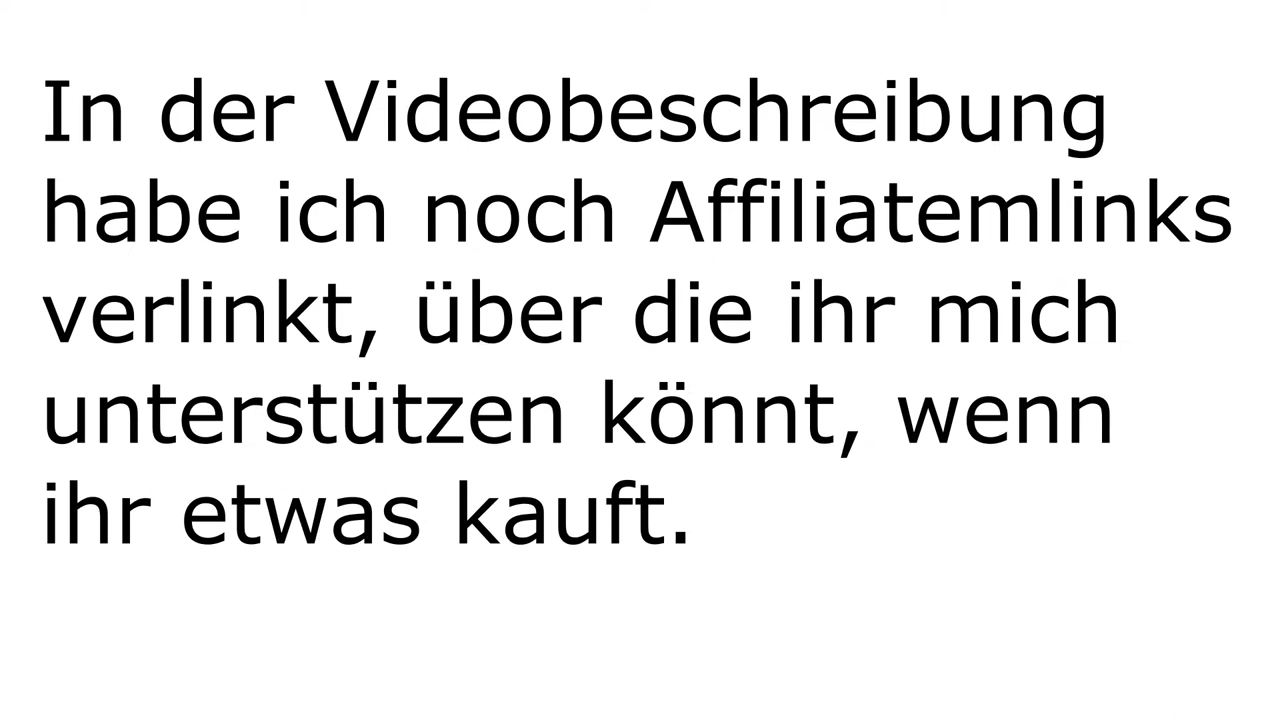 In der Videobeschreibung
habe ich noch Affiliatemlinks
verlinkt, über die ihr mich
unterstützen könnt, wenn
ihr etwas kauft.